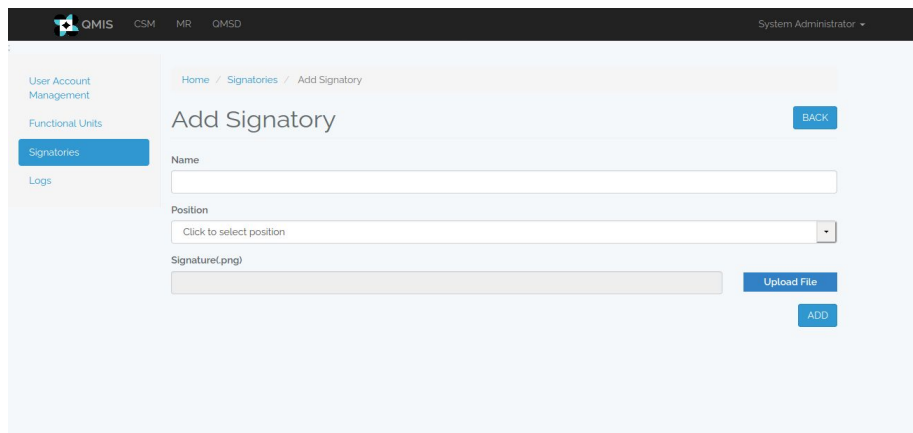 QMIS CSM MR QMSD System Administrator
User Account
Management
Functional Units
Signatories
Logs
Home / Signatories / Add Signatory
Add Signatory
BACK
Name
Position
Click to select position
Signature(.png)
Upload File
ADD